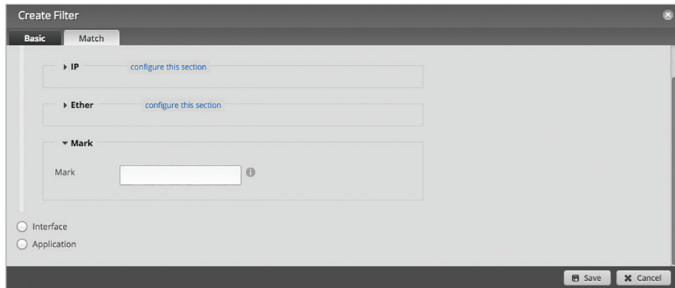 Create Filter
Basic Match
IP configure this section
Ether configure this section
Mark
Mark
Interface
Application
Save Cancel